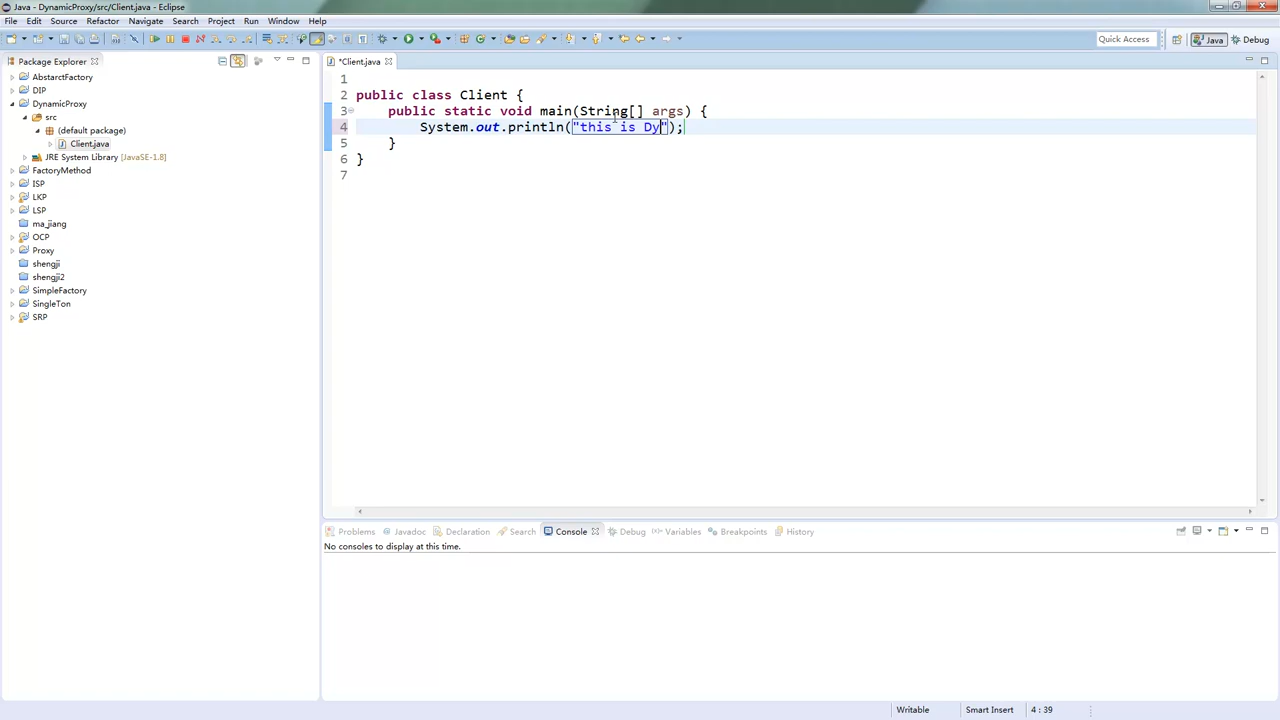 Java - DynamicProxy/src/Client.java - Eclipse
File Edit Source Refactor Navigate Search Project Run Window Help
Quick Access Java Debug
Package Explorer
*Client.java
AbstarctFactory
DIP
DynamicProxy
src
(default package)
Client.java
JRE System Library [JavaSE-1.8]
FactoryMethod
ISP
LKP
LSP
ma_jiang
OCP
Proxy
shengji
shengji2
SimpleFactory
SingleTon
SRP
1
2 public class Client {
3 public static void main(String[] args) {
4 System.out.println("this is Dy");
5 }
6 }
7
Problems Javadoc Declaration Search Console Debug Variables Breakpoints History
No consoles to display at this time.
Writable Smart Insert 4 : 39